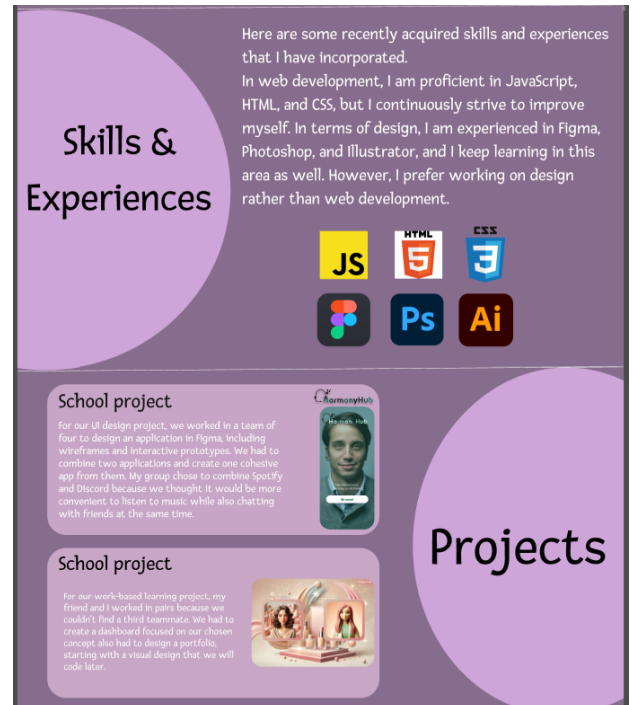 Here are some recently acquired skills and experiences
that I have incorporated.
In web development, I am proficient in JavaScript,
HTML, and CSS, but I continuously strive to improve
myself. In terms of design, I am experienced in Figma,
Photoshop, and Illustrator, and I keep learning in this
area as well. However, I prefer working on design
rather than web development.
Skills &
Experiences
JS
HTML
5
CSS
3
Ps
Ai
School project
For our UI design project, we worked in a team of
four to design an application in Figma, including
wireframes and interactive prototypes. We had to
combine two applications and create one cohesive
app from them. My group chose to combine Spotify
and Discord because we thought it would be more
convenient to listen to music while also chatting
with friends at the same time.
HarmonyHub
Projects
School project
For our work-based learning project, my
friend and I worked in pairs because we
couldn't find a third teammate. We had to
create a dashboard focused on our chosen
concept also had to design a portfolio,
starting with a visual design that we will
code later.